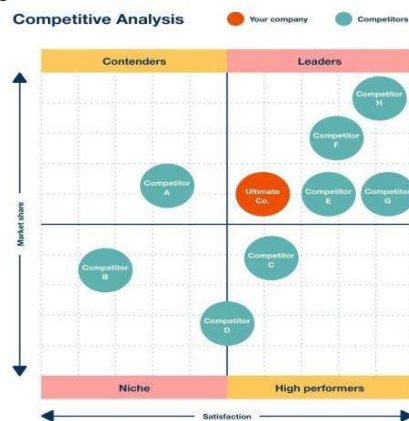 Competitive Analysis
Your company
Competitors
Contenders
Leaders
Competitor
H
Competitor
F
Competitor
A
Ultimate
Co.
Competitor
E
Competitor
G
Market share
Competitor
B
Competitor
C
Competitor
D
Niche
High performers
Satisfaction